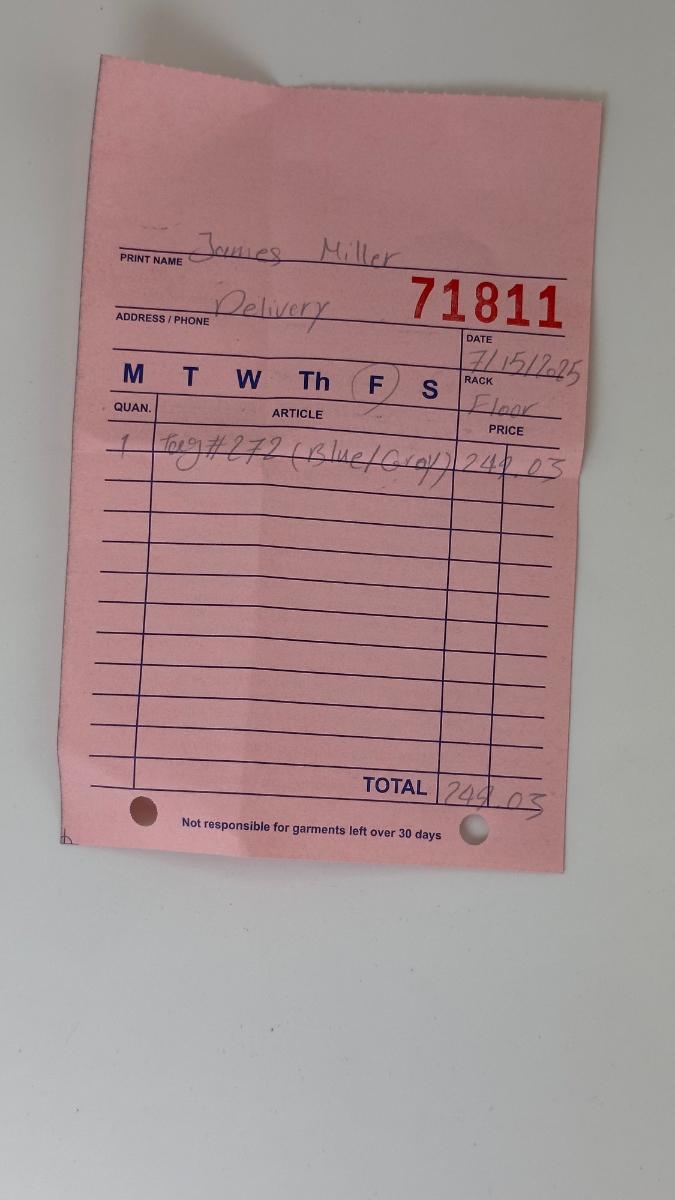 PRINT NAME James Miller
71811
ADDRESS / PHONE Delivery
DATE
7/15/2025
M T W Th F S
RACK
Floor
QUAN. ARTICLE PRICE
1 Tag#272 (Blue/Gray) 249.03
TOTAL 249.03
Not responsible for garments left over 30 days